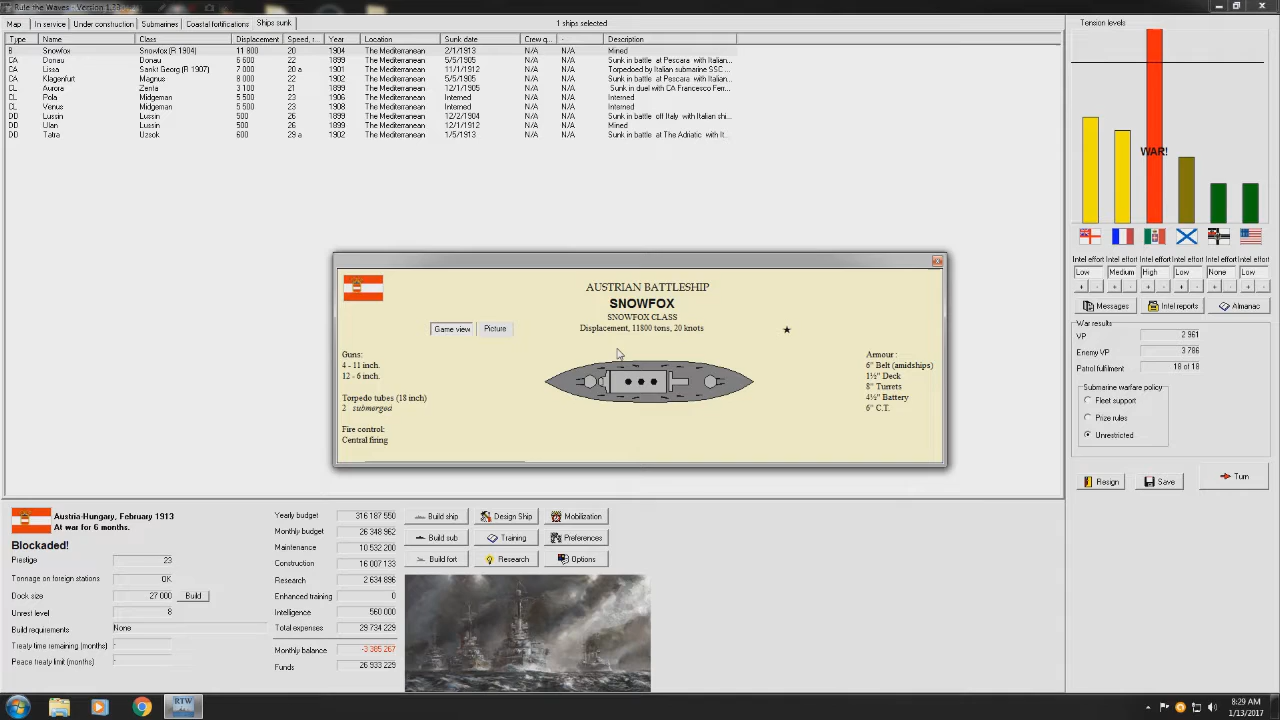 Rule the Waves - Version 1.33
Map In service Under construction Submarines Coastal fortifications Ships sunk 1 ships selected
Type Name Class Displacement Speed, r... Year Location Sunk date Crew q... - Description
B Snowfox Snowfox (R 1904) 11 800 20 1904 The Mediterranean 2/1/1913 N/A N/A Mined
CA Donau Donau 6 600 22 1899 The Mediterranean 5/5/1905 N/A N/A Sunk in battle at Pescara with Italian ...
CA Lissa Sankt Georg (R 1907) 7 000 20 a 1901 The Mediterranean 11/1/1912 N/A N/A Torpedoed by Italian submarine SSC ...
CA Klagenfurt Magnus 8 000 22 1902 The Mediterranean 5/5/1905 N/A N/A Sunk in battle at Pescara with Italian ...
CL Aurora Zenta 3 100 21 1899 The Mediterranean 12/1/1905 N/A N/A Sunk in duel with CA Francesco Ferr...
CL Pola Midgeman 5 500 23 1906 The Mediterranean Interned N/A N/A Interned
CL Venus Midgeman 5 500 23 1908 The Mediterranean Interned N/A N/A Interned
DD Lussin Lussin 500 26 1899 The Mediterranean 12/2/1904 N/A N/A Sunk in battle off Italy with Italian shi...
DD Ulan Lussin 500 26 1899 The Mediterranean 12/1/1912 N/A N/A Mined
DD Tatra Uzsok 600 29 a 1902 The Mediterranean 1/5/1913 N/A N/A Sunk in battle at The Adriatic with It...
Tension levels
WAR!
Intel effort Intel effort Intel effort Intel effort Intel effort Intel effort
Low Medium High Low None Low
+ - + - + - + - + - + -
Messages Intel reports Almanac
War results
VP 2 961
Enemy VP 3 786
Patrol fulfilment 18 of 18
Submarine warfare policy
Fleet support
Prize rules
Unrestricted
Resign Save Turn
AUSTRIAN BATTLESHIP
SNOWFOX
SNOWFOX CLASS
Displacement, 11800 tons, 20 knots
Game view Picture
Guns:
4 - 11 inch.
12 - 6 inch.
Torpedo tubes (18 inch)
2 submerged
Fire control:
Central firing
Armour :
6" Belt (amidships)
1½" Deck
8" Turrets
4½" Battery
6" C.T.
Austria-Hungary, February 1913
At war for 6 months.
Blockaded!
Prestige 23
Tonnage on foreign stations OK
Dock size 27 000 Build
Unrest level 8
Build requirements None
Treaty time remaining (months) -
Peace treaty limit (months) -
Yearly budget 316 187 550
Monthly budget 26 348 962
Maintenance 10 532 200
Construction 16 007 133
Research 2 634 896
Enhanced training 0
Intelligence 560 000
Total expenses 29 734 229
Monthly balance -3 385 267
Funds 26 933 229
Build ship Design Ship Mobilization
Build sub Training Preferences
Build fort Research Options
RTW
8:29 AM
1/13/2017